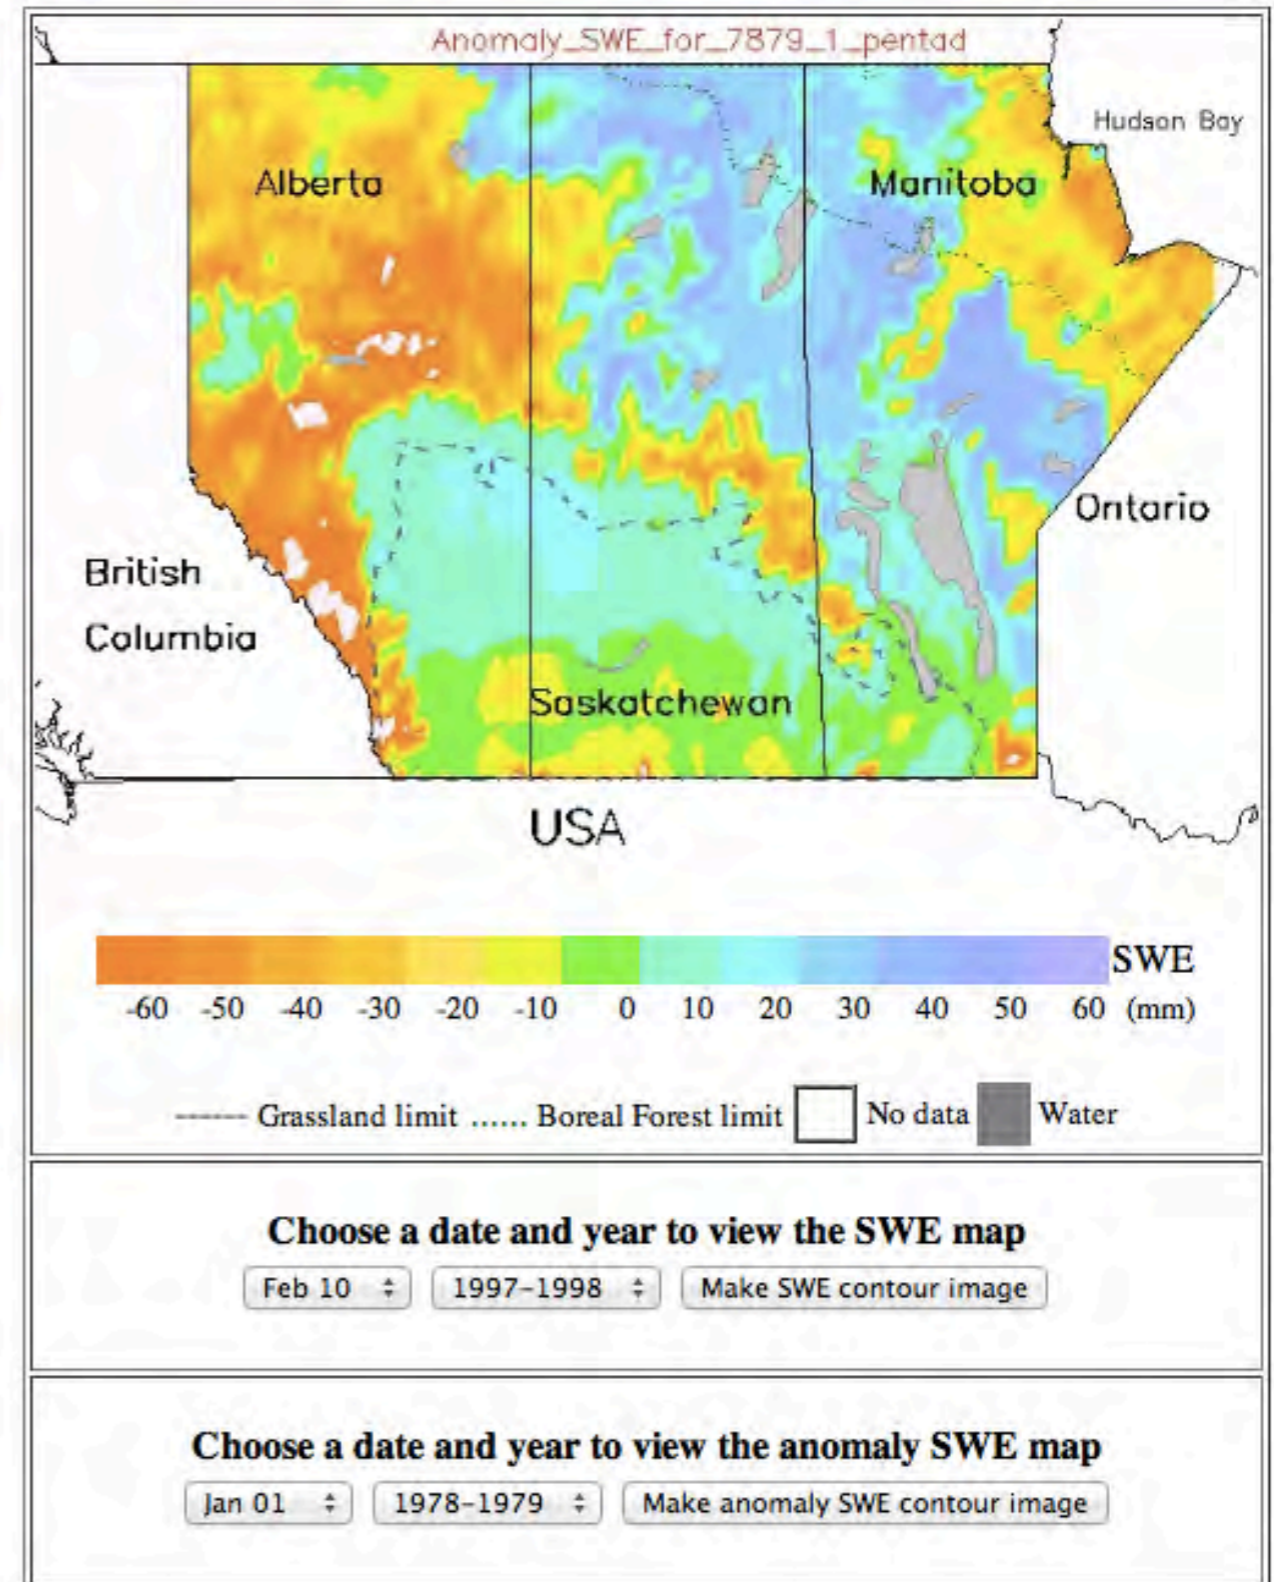 Anomaly_SWE_for_7879_1_pentad
Hudson Bay
Alberta
Manitoba
Ontario
British
Columbia
Saskatchewan
USA
SWE
-60 -50 -40 -30 -20 -10 0 10 20 30 40 50 60 (mm)
Grassland limit Boreal Forest limit No data Water
Choose a date and year to view the SWE map
Feb 10 1997-1998 Make SWE contour image
Choose a date and year to view the anomaly SWE map
Jan 01 1978-1979 Make anomaly SWE contour image